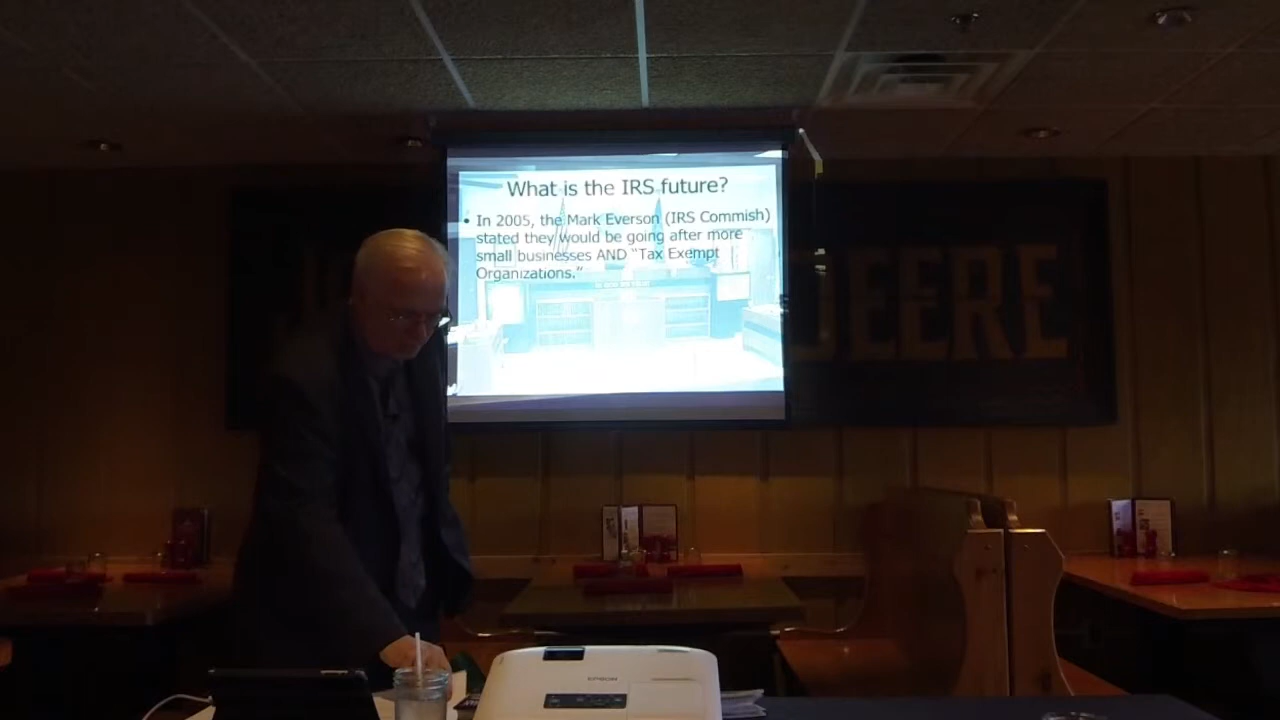 What is the IRS future?
• In 2005, the Mark Everson (IRS Commish)
stated they would be going after more
small businesses AND "Tax Exempt
Organizations."
DEERE
EPSON